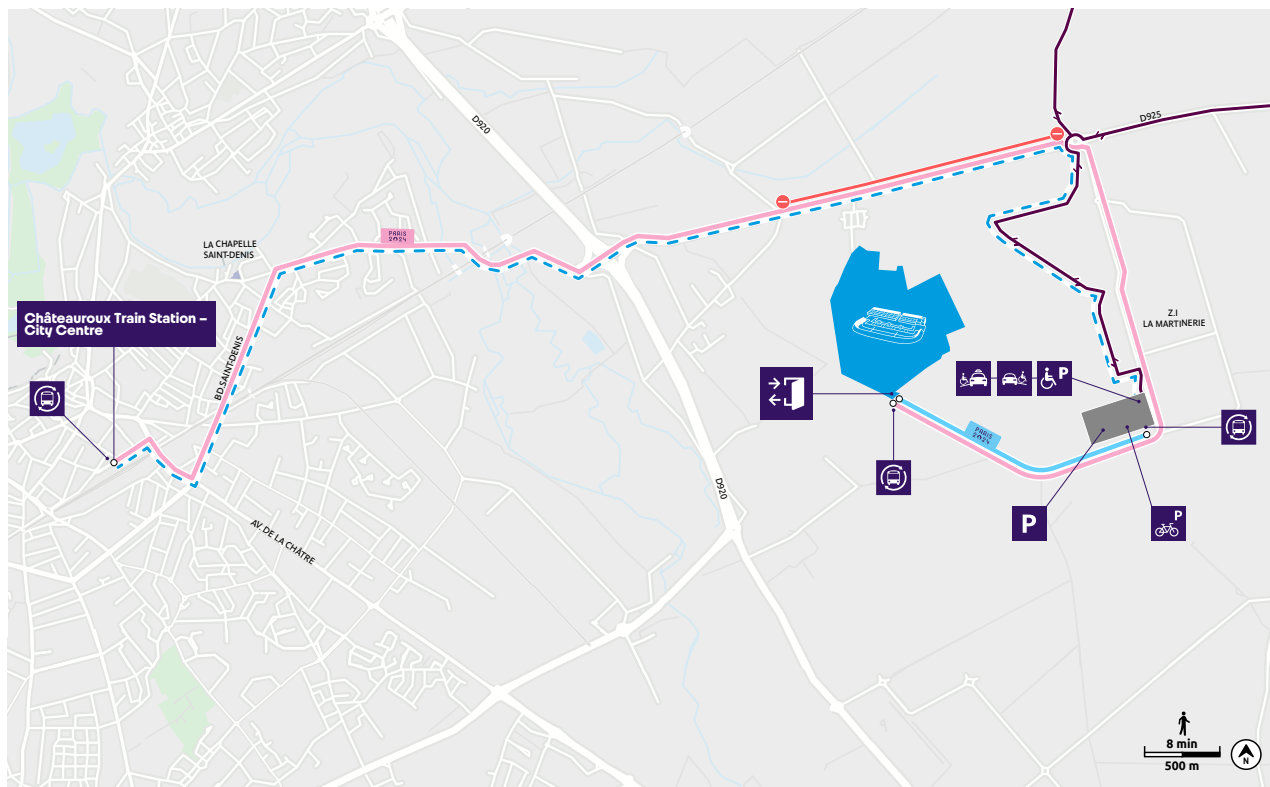 D920
D925
PARIS
2024
LA CHAPELLE
SAINT-DENIS
Châteauroux Train Station –
City Centre
BD.SAINT-DENIS
Z.I
LA MARTINERIE
P
PARIS
2024
D920
P
P
AV. DE LA CHÂTRE
8 min
500 m
N